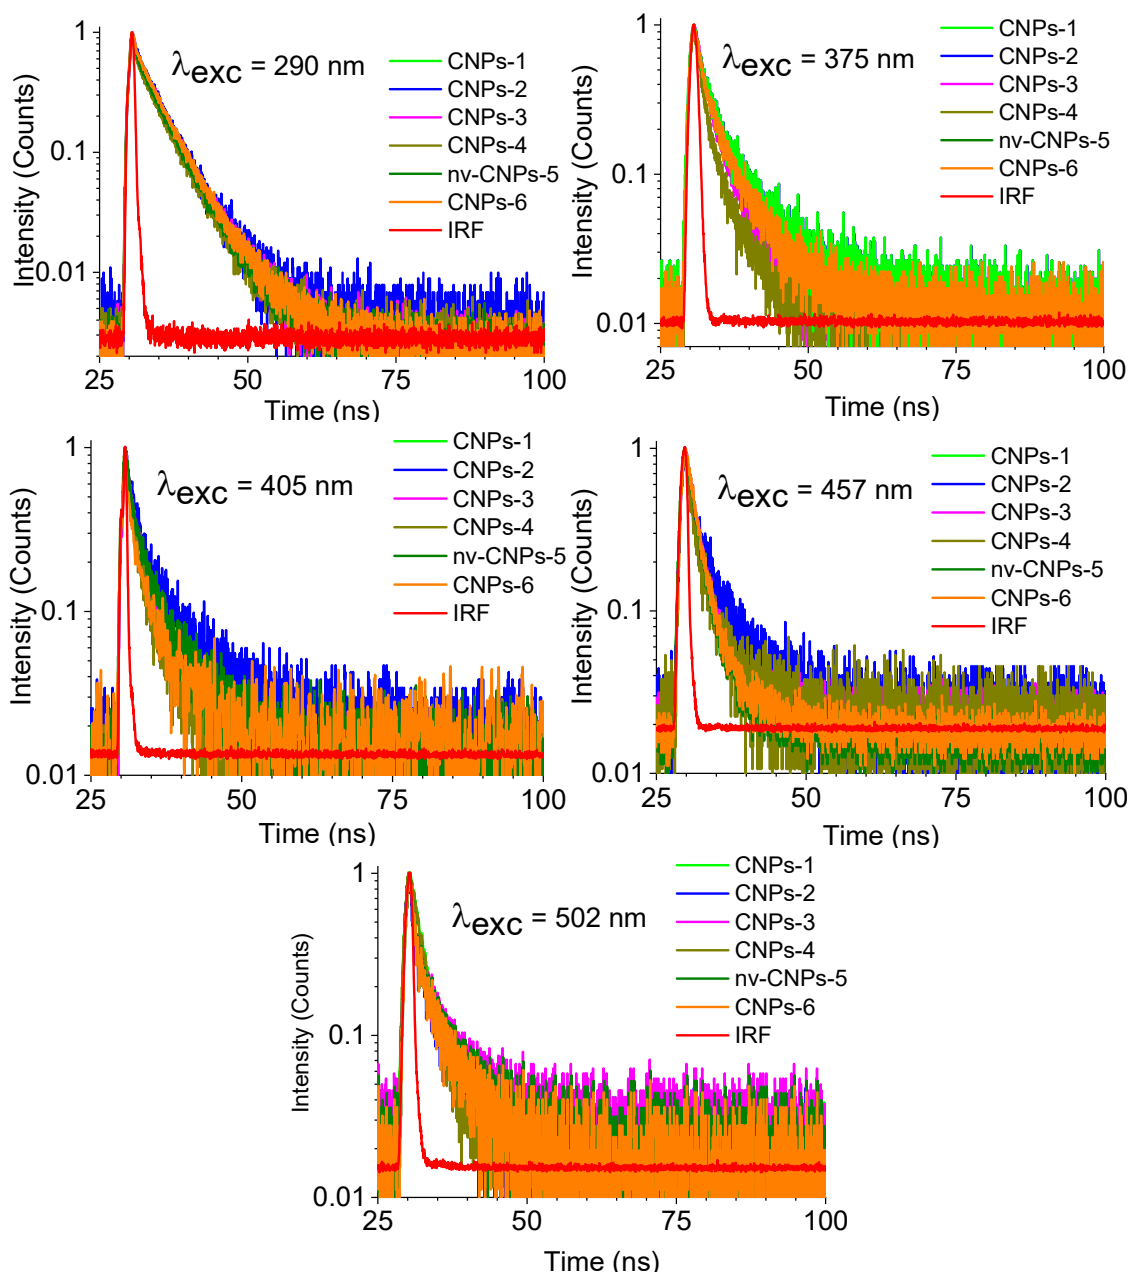 λexc = 290 nm
CNPs-1
CNPs-2
CNPs-3
CNPs-4
nv-CNPs-5
CNPs-6
IRF
1
0.1
0.01
Intensity (Counts)
25
50
75
100
Time (ns)
λexc = 375 nm
CNPs-1
CNPs-2
CNPs-3
CNPs-4
nv-CNPs-5
CNPs-6
IRF
1
0.1
0.01
Intensity (Counts)
25
50
75
100
Time (ns)
λexc = 405 nm
CNPs-1
CNPs-2
CNPs-3
CNPs-4
nv-CNPs-5
CNPs-6
IRF
1
0.1
0.01
Intensity (Counts)
25
50
75
100
Time (ns)
λexc = 457 nm
CNPs-1
CNPs-2
CNPs-3
CNPs-4
nv-CNPs-5
CNPs-6
IRF
1
0.1
0.01
Intensity (Counts)
25
50
75
100
Time (ns)
λexc = 502 nm
CNPs-1
CNPs-2
CNPs-3
CNPs-4
nv-CNPs-5
CNPs-6
IRF
1
0.1
0.01
Intensity (Counts)
25
50
75
100
Time (ns)